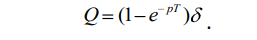 Q = (1 − e^{−pT})δ .